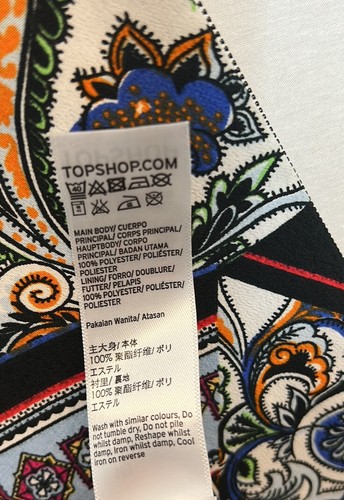 TOPSHOP.COM
40
MAIN BODY/ CUERPO
PRINCIPAL/ CORPS PRINCIPAL/
HAUPTBODY/ CORPO
PRINCIPAL/ BADAN UTAMA
100% POLYESTER/ POLIÉSTER/
POLIESTER
LINING/ FORRO/ DOUBLURE/
FUTTER/ PELAPIS
100% POLYESTER/ POLIÉSTER/
POLIESTER
Pakaian Wanita/ Atasan
主大身/ 本体
100% 聚酯纤维/ ポリ
エステル
衬里/ 裏地
100% 聚酯纤维/ ポリ
エステル
Wash with similar colours, Do
not tumble dry, Do not pile
whilst damp, Reshape whilst
damp, Iron whilst damp, Cool
iron on reverse